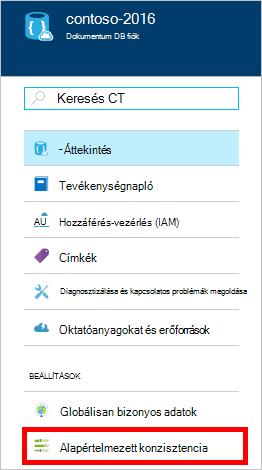 contoso-2016
Dokumentum DB fiók
Keresés CT
-Áttekintés
Tevékenységnapló
Hozzáférés-vezérlés (IAM)
Címkék
Diagnosztizálása és kapcsolatos problémák megoldása
Oktatóanyagokat és erőforrások
BEÁLLÍTÁSOK
Globálisan bizonyos adatok
Alapértelmezett konzisztencia